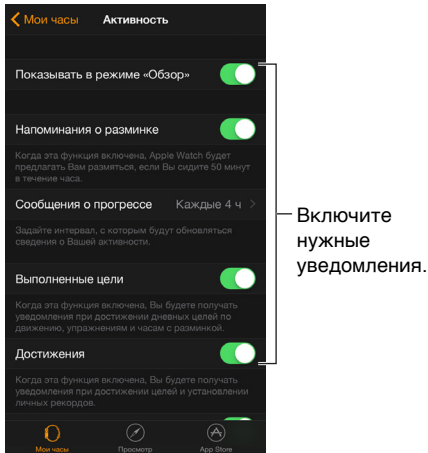 Мои часы Активность
Показывать в режиме «Обзор»
Напоминания о разминке
Когда эта функция включена, Apple Watch будет
предлагать Вам размяться, если Вы сидите 50 минут
в течение часа.
Сообщения о прогрессе Каждые 4 ч
Задайте интервал, с которым будут обновляться
сведения о Вашей активности.
Выполненные цели
Когда эта функция включена, Вы будете получать
уведомления при достижении дневных целей по
движению, упражнениям и часам с разминкой.
Достижения
Когда эта функция включена, Вы будете получать
уведомления при достижении целей и установлении
личных рекордов.
Мои часы Просмотр App Store
Включите
нужные
уведомления.